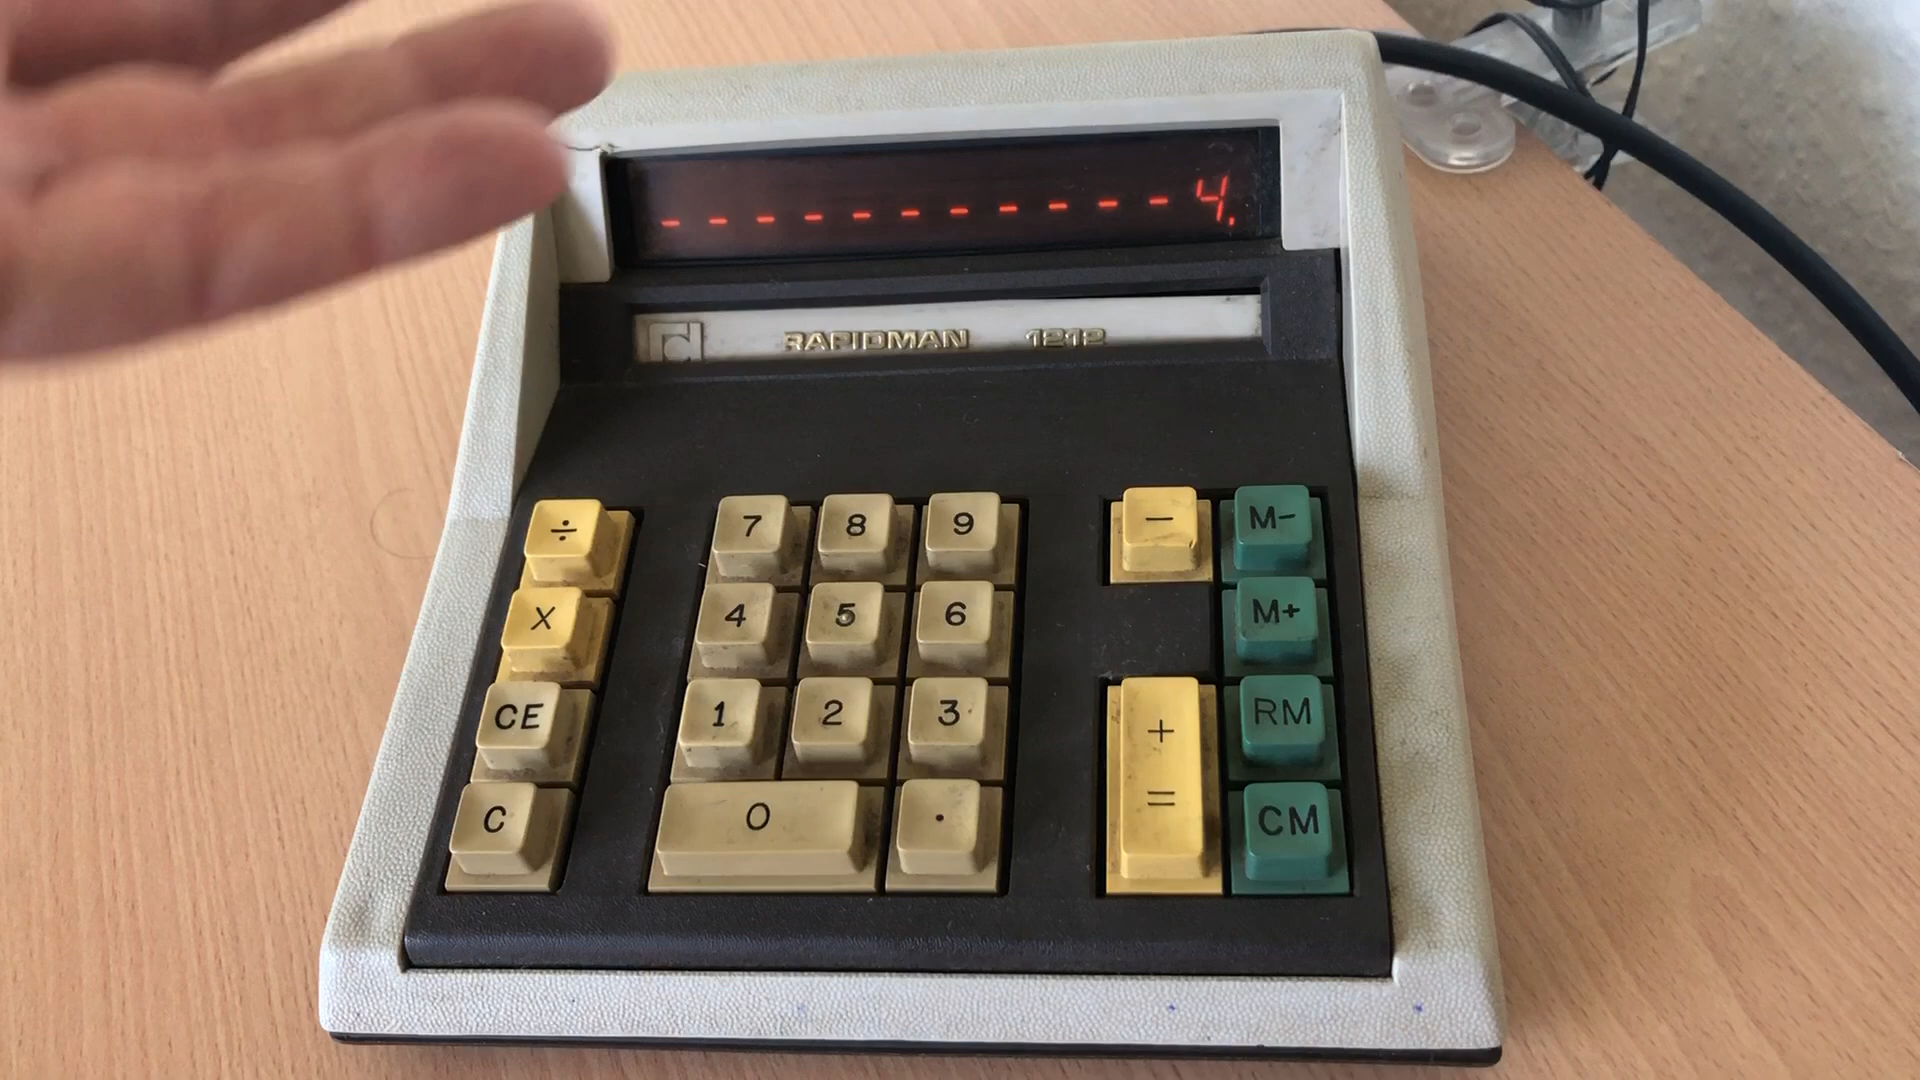 - - - - - - - - - - - 4.
RAPIDMAN 1212
÷ 7 8 9 - M-
X 4 5 6 M+
CE 1 2 3 + RM
C 0 . = CM